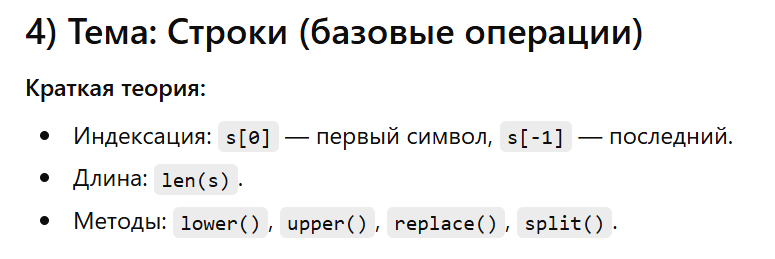 4) Тема: Строки (базовые операции)
Краткая теория:
• Индексация: s[0] — первый символ, s[-1] — последний.
• Длина: len(s).
• Методы: lower(), upper(), replace(), split().